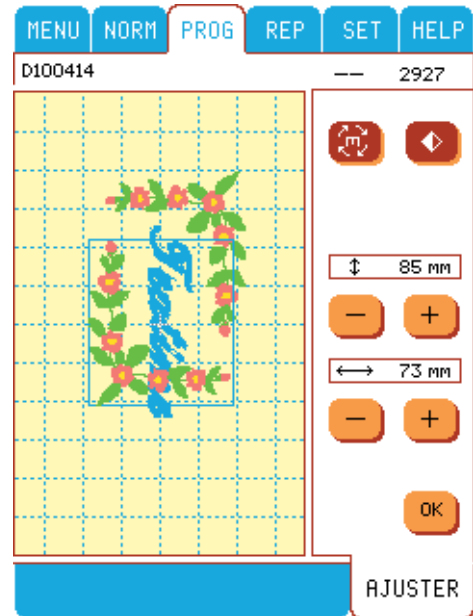 MENU NORM PROG REP SET HELP
D100414 -- 2927
E
↕ 85 MM
− +
↔ 73 MM
− +
OK
AJUSTER